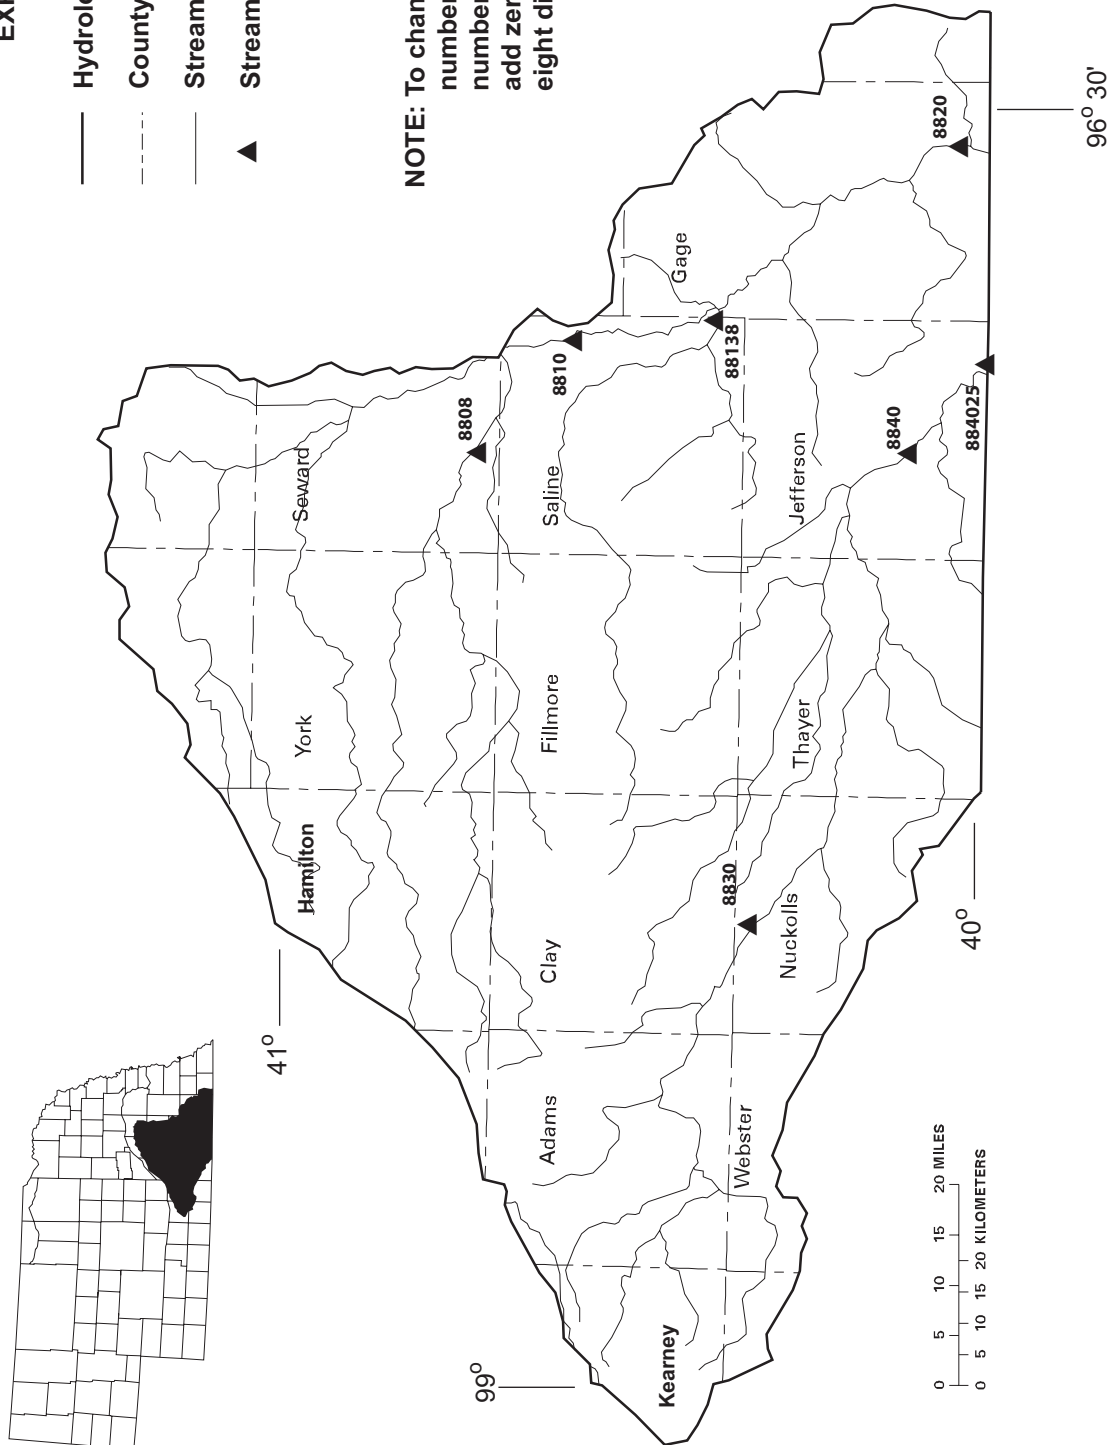 EX
Hydrol
County
Stream
Stream
NOTE: To chan
number
number
add zer
eight di
41°
99°
40°
96° 30'
Seward
York
Hamilton
8808
8810
Saline
Fillmore
Clay
Adams
Gage
88138
8820
Jefferson
8840
884025
Thayer
8830
Nuckolls
Webster
Kearney
0 5 10 15 20 MILES
0 5 10 15 20 KILOMETERS